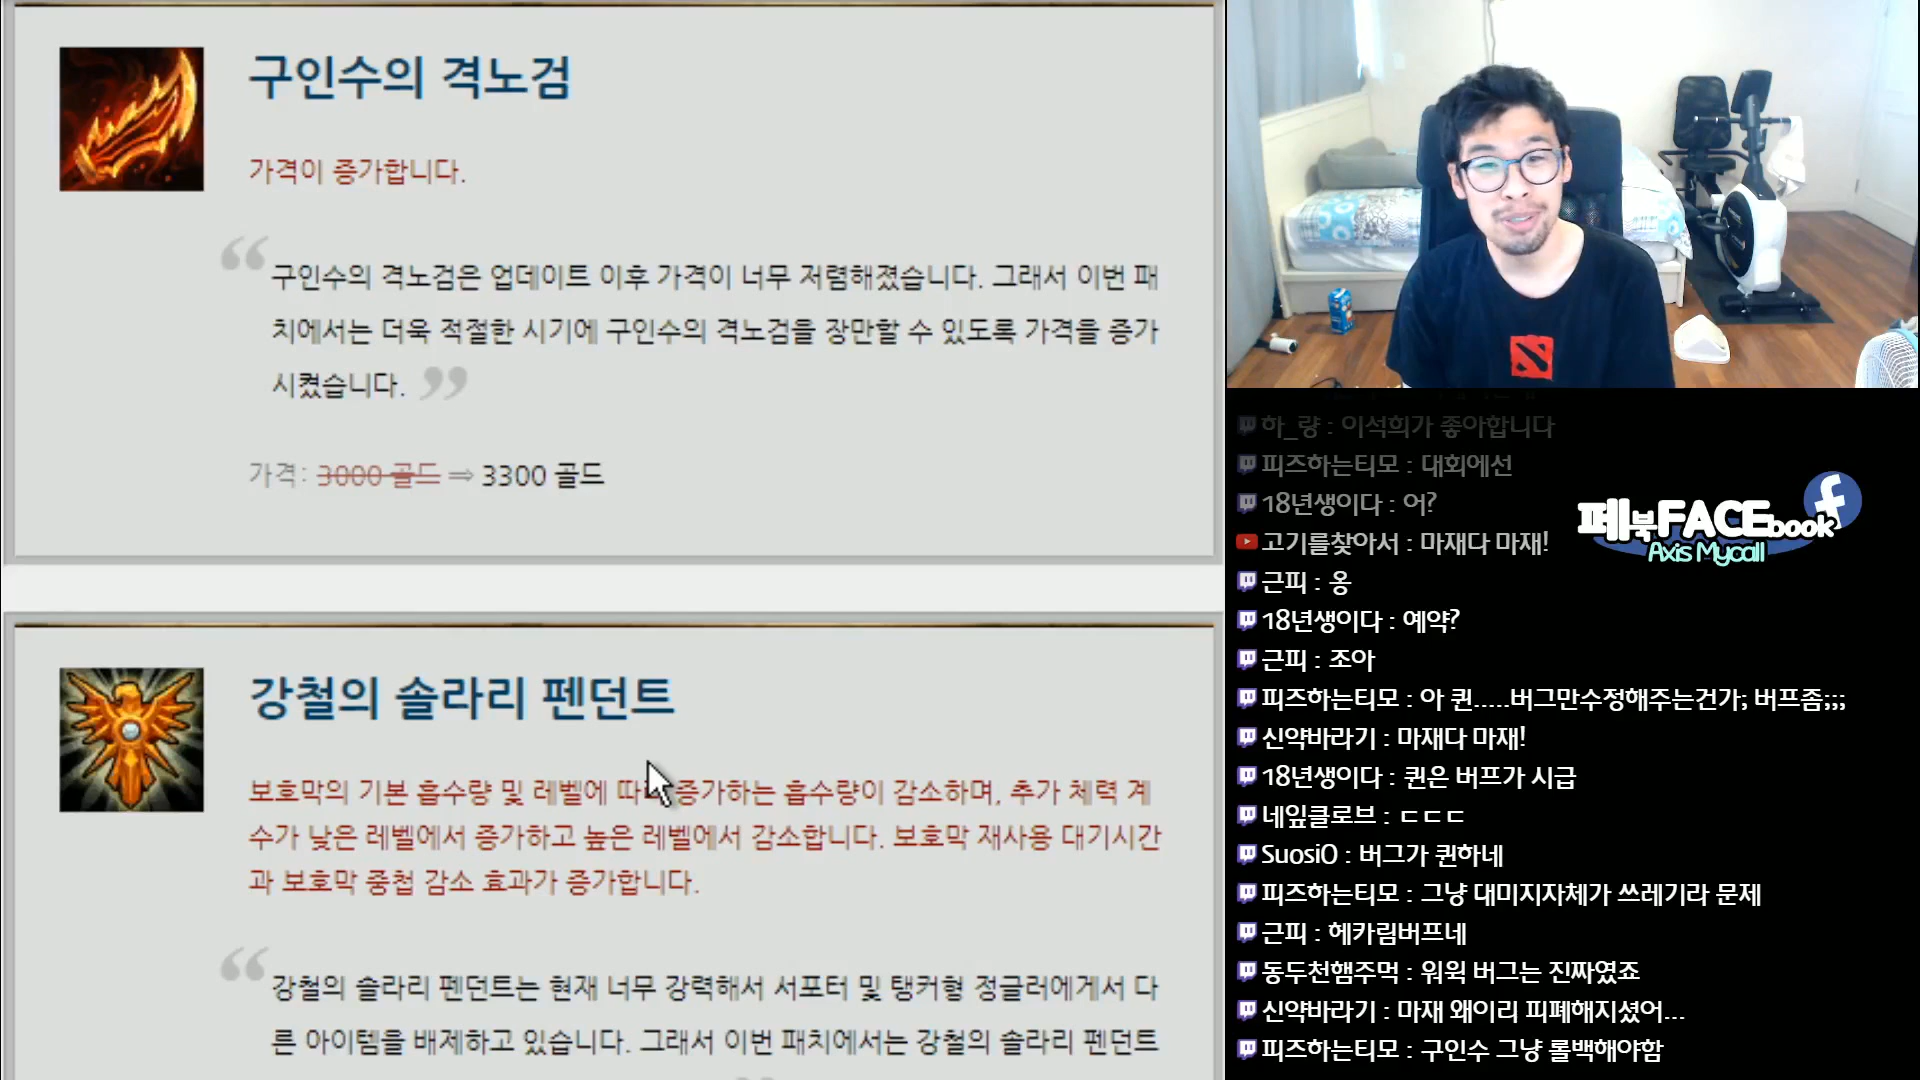 구인수의 격노검
가격이 증가합니다.
구인수의 격노검은 업데이트 이후 가격이 너무 저렴해졌습니다. 그래서 이번 패
치에서는 더욱 적절한 시기에 구인수의 격노검을 장만할 수 있도록 가격을 증가
시켰습니다.
가격: 3000 골드 ⇒ 3300 골드
강철의 솔라리 펜던트
보호막의 기본 흡수량 및 레벨에 따라 증가하는 흡수량이 감소하며, 추가 체력 계
수가 낮은 레벨에서 증가하고 높은 레벨에서 감소합니다. 보호막 재사용 대기시간
과 보호막 중첩 감소 효과가 증가합니다.
강철의 솔라리 펜던트는 현재 너무 강력해서 서포터 및 탱커형 정글러에게서 다
른 아이템을 배제하고 있습니다. 그래서 이번 패치에서는 강철의 솔라리 펜던트
하_량 : 이석희가 좋아합니다
피즈하는티모 : 대회에선
18년생이다 : 어?
고기를찾아서 : 마재다 마재!
근피 : 옹
18년생이다 : 예약?
근피 : 조아
피즈하는티모 : 아 퀸.....버그만수정해주는건가; 버프좀;;;
신약바라기 : 마재다 마재!
18년생이다 : 퀸은 버프가 시급
네잎클로브 : ㄷㄷㄷ
SuosiO : 버그가 퀸하네
피즈하는티모 : 그냥 대미지자체가 쓰레기라 문제
근피 : 헤카림버프네
동두천햄주먹 : 워윅 버그는 진짜였죠
신약바라기 : 마재 왜이리 피폐해지셨어...
피즈하는티모 : 구인수 그냥 롤백해야함
페북FACEbook
Axis Mycall